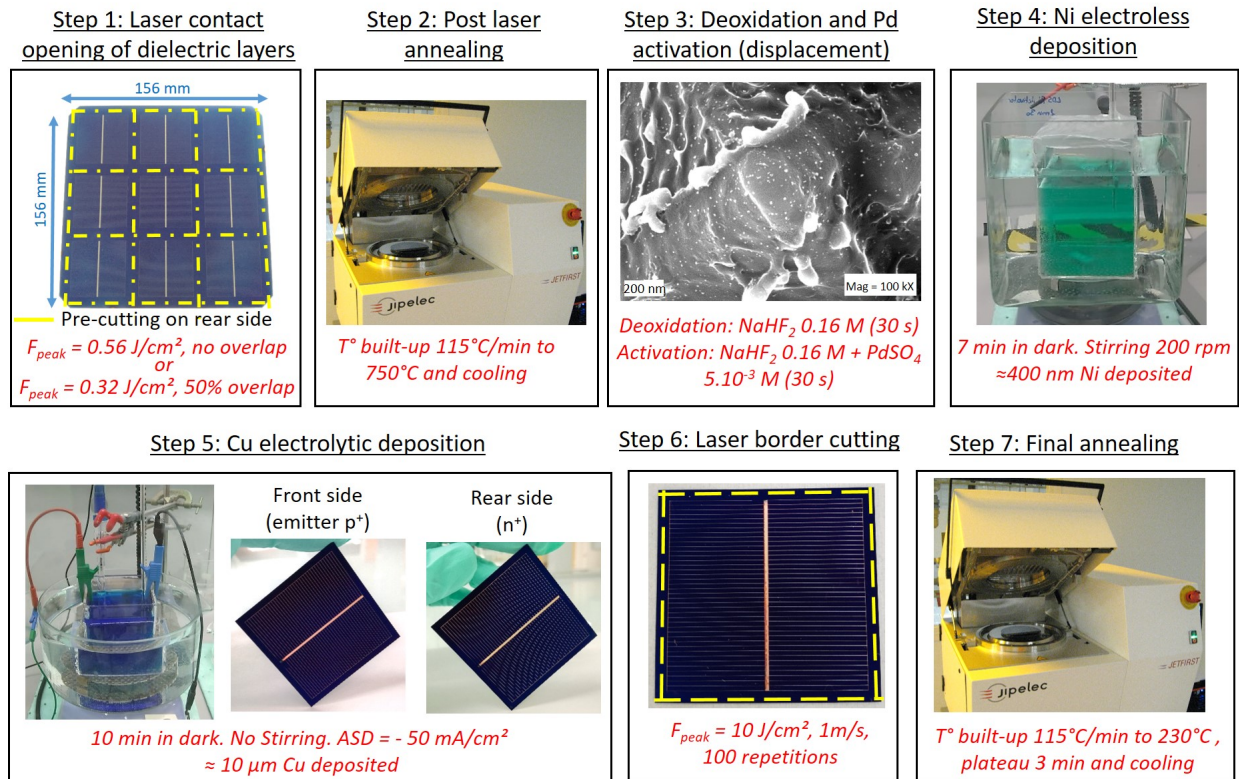 Step 1: Laser contact
opening of dielectric layers
156 mm
156 mm
Pre-cutting on rear side
Fpeak = 0.56 J/cm², no overlap
or
Fpeak = 0.32 J/cm², 50% overlap
Step 2: Post laser
annealing
JETFIRST
Jipelec
T° built-up 115°C/min to
750°C and cooling
Step 3: Deoxidation and Pd
activation (displacement)
200 nm
Mag = 100 kX
Deoxidation: NaHF₂ 0.16 M (30 s)
Activation: NaHF₂ 0.16 M + PdSO₄
5.10⁻³ M (30 s)
Step 4: Ni electroless
deposition
7 min in dark. Stirring 200 rpm
≈400 nm Ni deposited
Step 5: Cu electrolytic deposition
Front side
(emitter p⁺)
Rear side
(n⁺)
10 min in dark. No Stirring. ASD = - 50 mA/cm²
≈ 10 µm Cu deposited
Step 6: Laser border cutting
Fpeak = 10 J/cm², 1m/s,
100 repetitions
Step 7: Final annealing
JETFIRST
Jipelec
T° built-up 115°C/min to 230°C ,
plateau 3 min and cooling